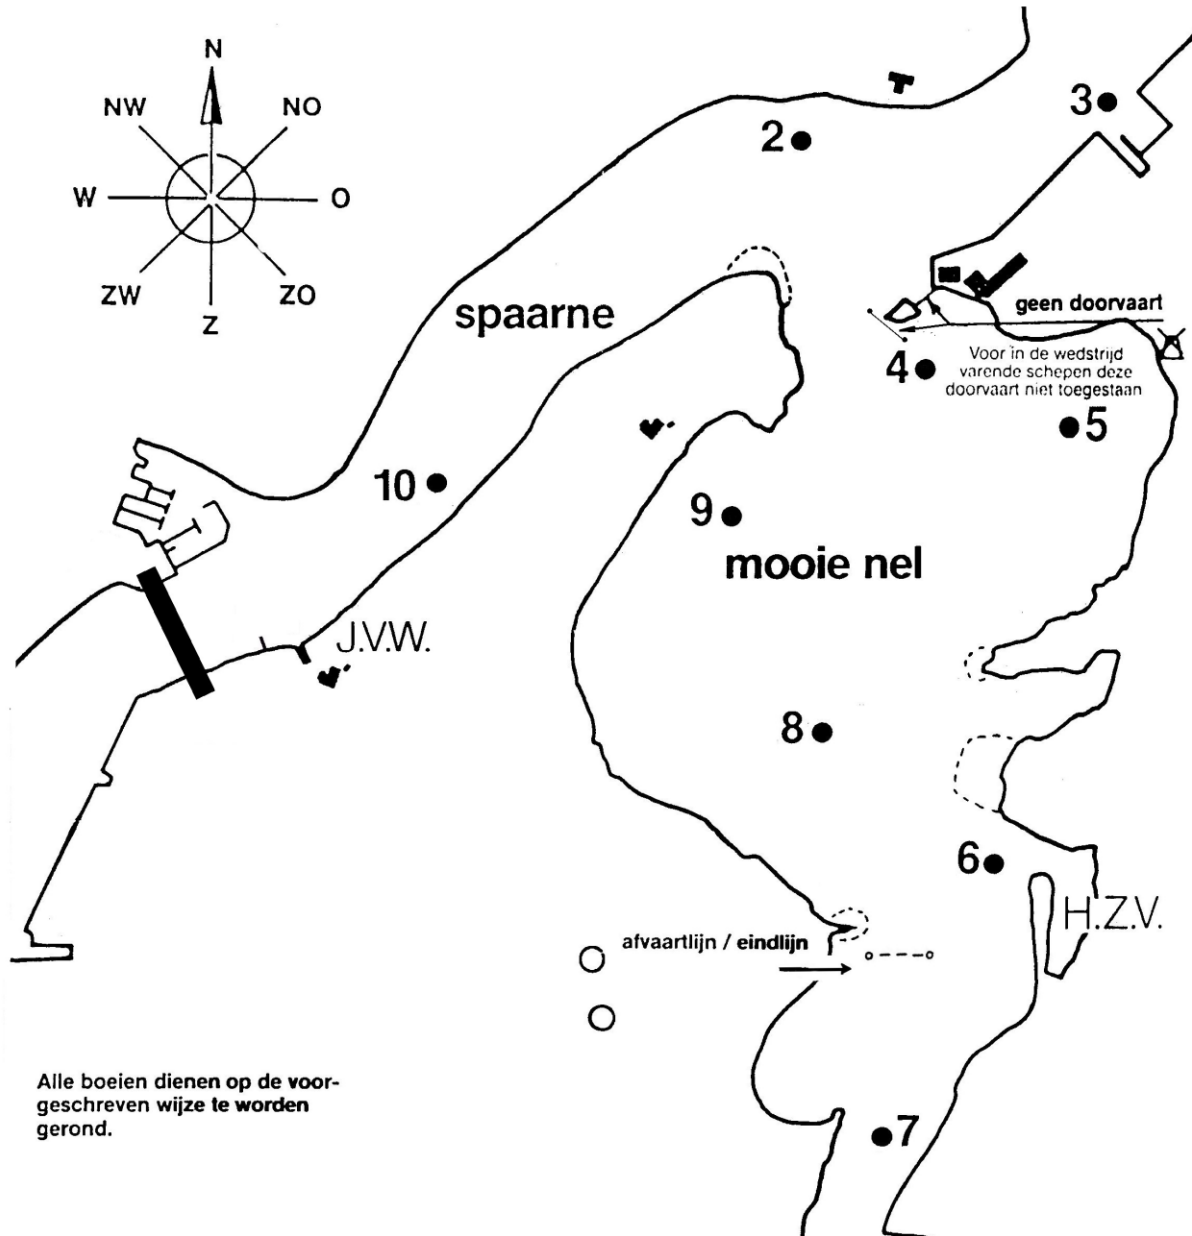 N
NW
NO
W
O
ZW
ZO
Z
2
3
spaarne
geen doorvaart
4
Voor in de wedstrijd
varende schepen deze
doorvaart niet toegestaan
5
10
9
mooie nel
J.V.W.
8
6
H.Z.V.
afvaartlijn / eindlijn
Alle boeien dienen op de voor-
geschreven wijze te worden
gerond.
7